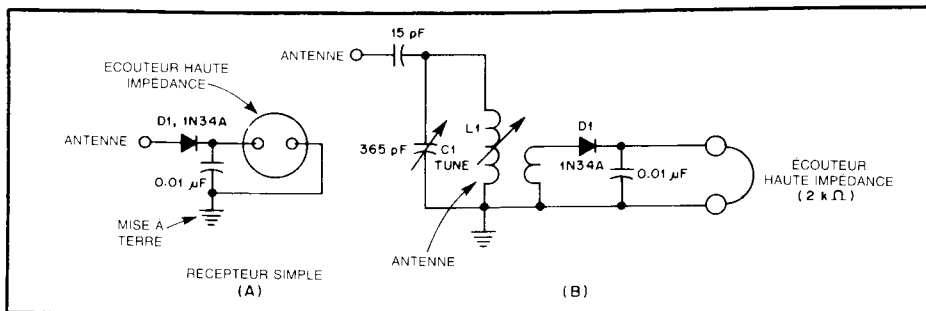 ECOUTEUR HAUTE
IMPÉDANCE
ANTENNE
D1, 1N34A
0.01 µF
MISE À
TERRE
RÉCEPTEUR SIMPLE
(A)
15 pF
ANTENNE
365 pF
C1
TUNE
L1
D1
1N34A
0.01 µF
ÉCOUTEUR
HAUTE IMPÉDANCE
(2 kΩ)
ANTENNE
(B)